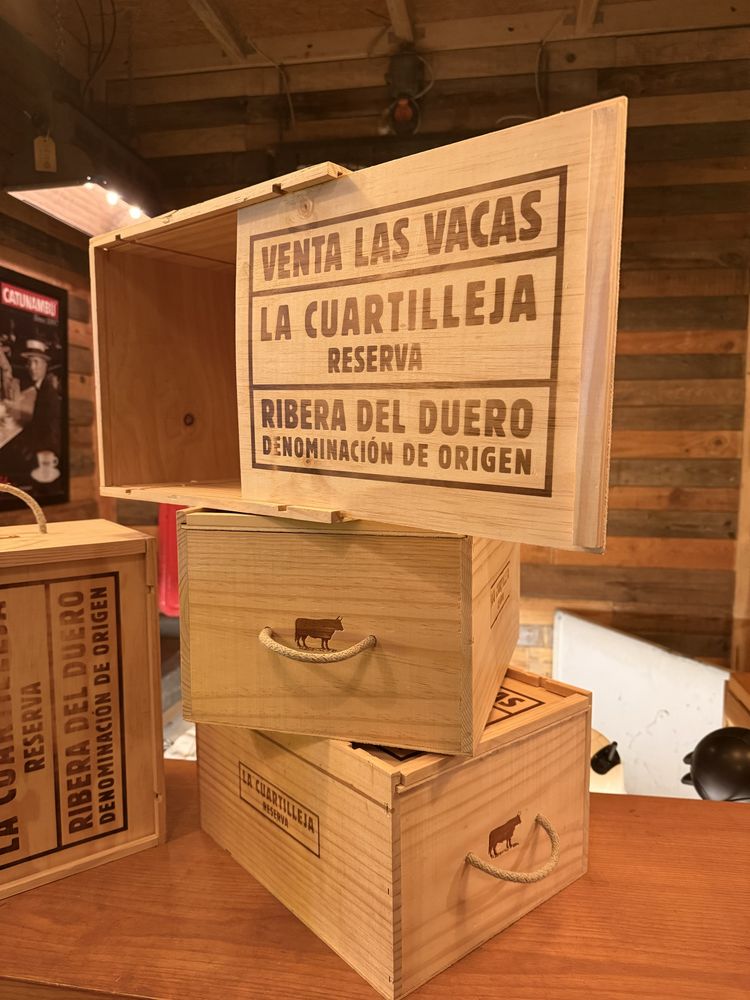 CATUNAMBÚ
VENTA LAS VACAS
LA CUARTILLEJA
RESERVA
RIBERA DEL DUERO
DENOMINACIÓN DE ORIGEN
LA CUARTILLEJA
RESERVA
RIBERA DEL DUERO
DENOMINACIÓN DE ORIGEN
LA CUARTILLEJA
RESERVA